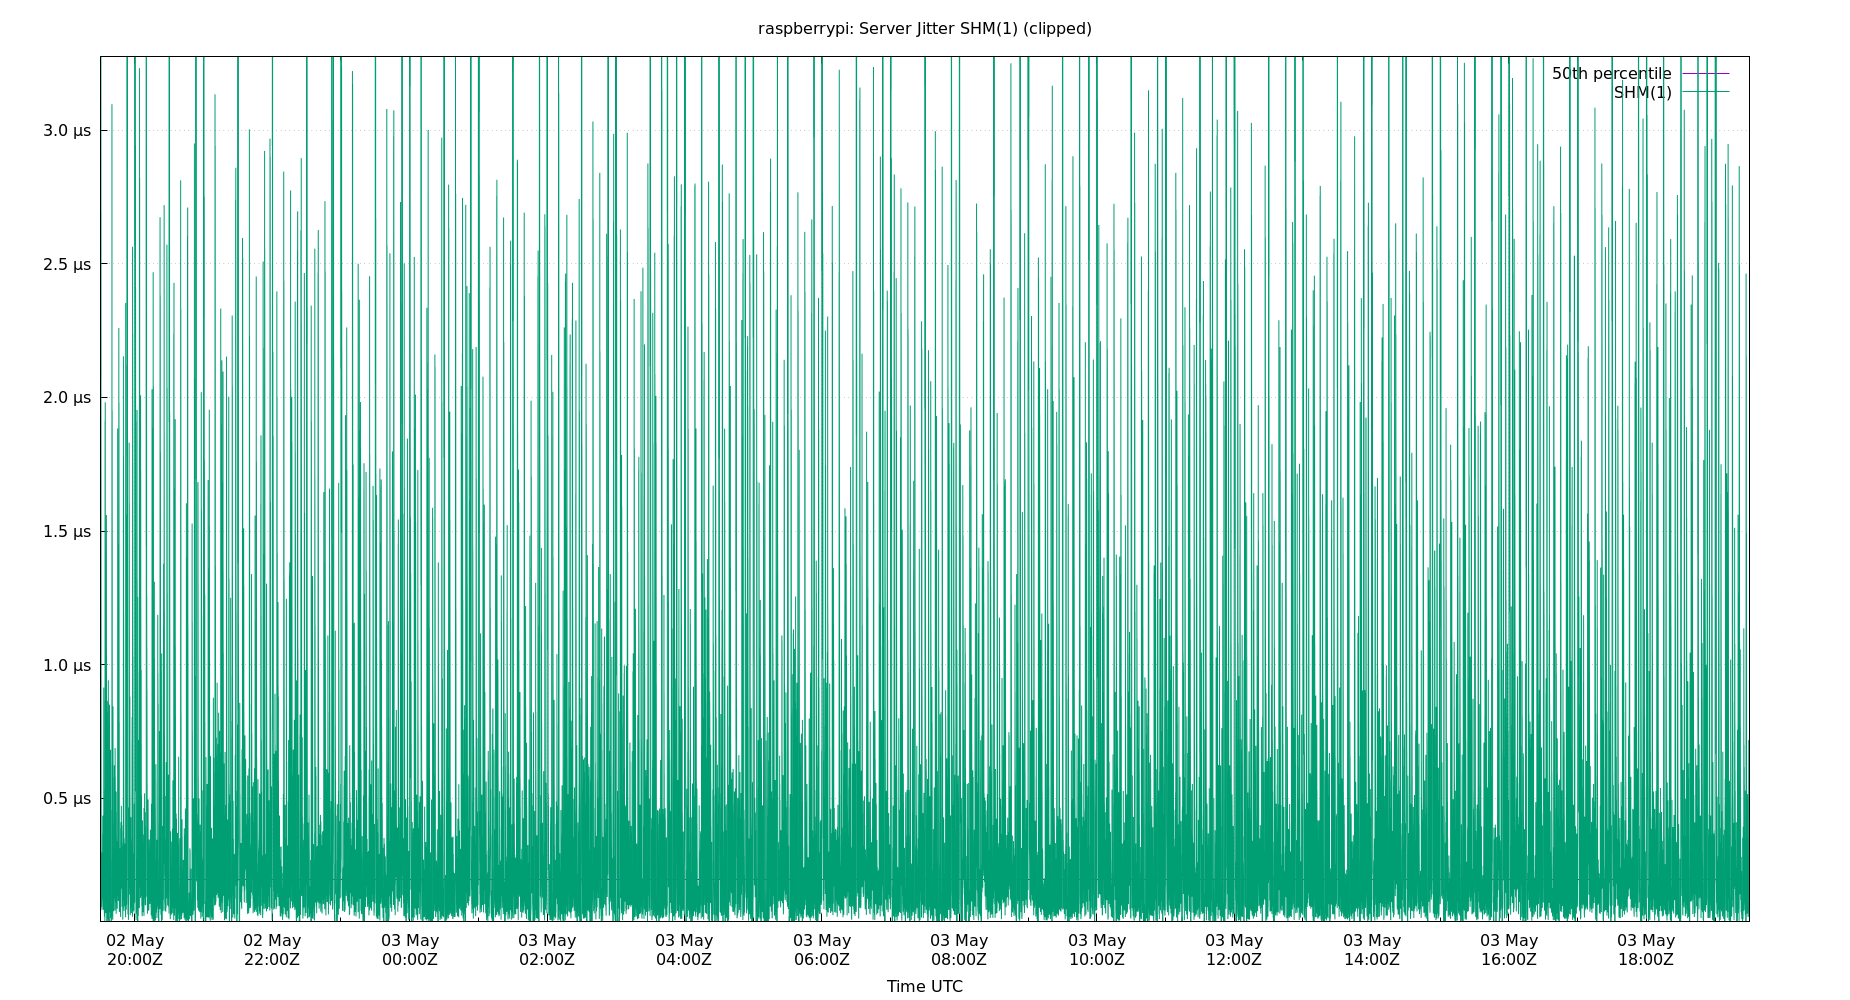 raspberrypi: Server Jitter SHM(1) (clipped)
50th percentile
SHM(1)
3.0 µs
2.5 µs
2.0 µs
1.5 µs
1.0 µs
0.5 µs
02 May 02 May 03 May 03 May 03 May 03 May 03 May 03 May 03 May 03 May 03 May 03 May
20:00Z 22:00Z 00:00Z 02:00Z 04:00Z 06:00Z 08:00Z 10:00Z 12:00Z 14:00Z 16:00Z 18:00Z
Time UTC